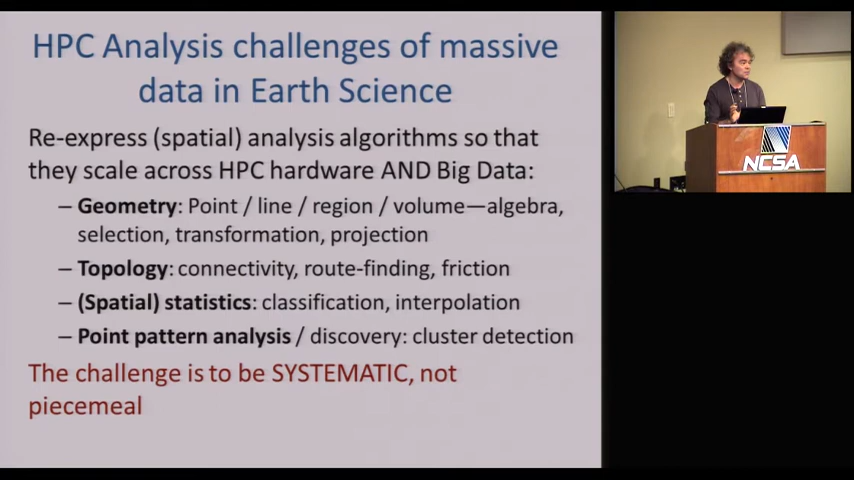 HPC Analysis challenges of massive
data in Earth Science
Re-express (spatial) analysis algorithms so that
they scale across HPC hardware AND Big Data:
– Geometry: Point / line / region / volume—algebra,
selection, transformation, projection
– Topology: connectivity, route-finding, friction
– (Spatial) statistics: classification, interpolation
– Point pattern analysis / discovery: cluster detection
The challenge is to be SYSTEMATIC, not
piecemeal
NCSA